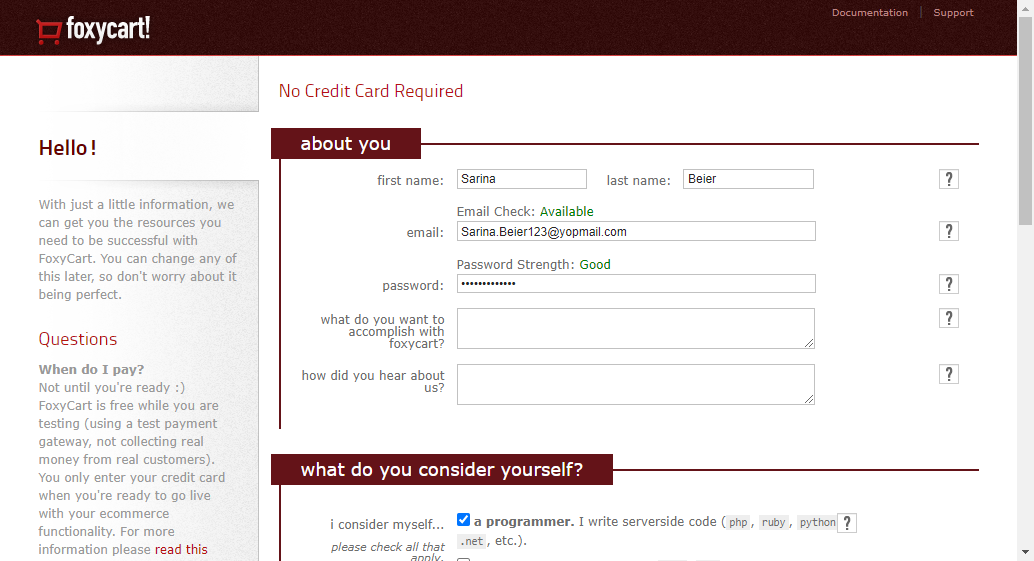 foxycart!
Documentation | Support
No Credit Card Required
Hello!
With just a little information, we
can get you the resources you
need to be successful with
FoxyCart. You can change any of
this later, so don't worry about it
being perfect.
Questions
When do I pay?
Not until you're ready :)
FoxyCart is free while you are
testing (using a test payment
gateway, not collecting real
money from real customers).
You only enter your credit card
when you're ready to go live
with your ecommerce
functionality. For more
information please read this
about you
first name: Sarina last name: Beier ?
Email Check: Available
email: Sarina.Beier123@yopmail.com ?
Password Strength: Good
password: ••••••••••••• ?
what do you want to
accomplish with
foxycart?
?
how did you hear about
us?
?
what do you consider yourself?
i consider myself...
please check all that
apply.
a programmer. I write serverside code (php, ruby, python ?
.net, etc.).